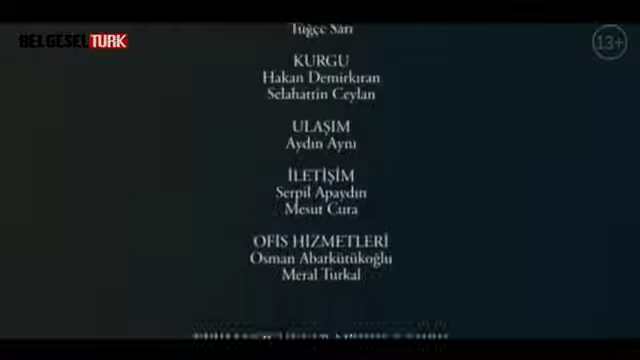 Tuğçe Sarı
BELGESELTURK
13+
KURGU
Hakan Demirkıran
Selahattin Ceylan
ULAŞIM
Aydın Aynı
İLETİŞİM
Serpil Apaydın
Mesut Cura
OFİS HİZMETLERİ
Osman Abarkütükoğlu
Meral Turkal